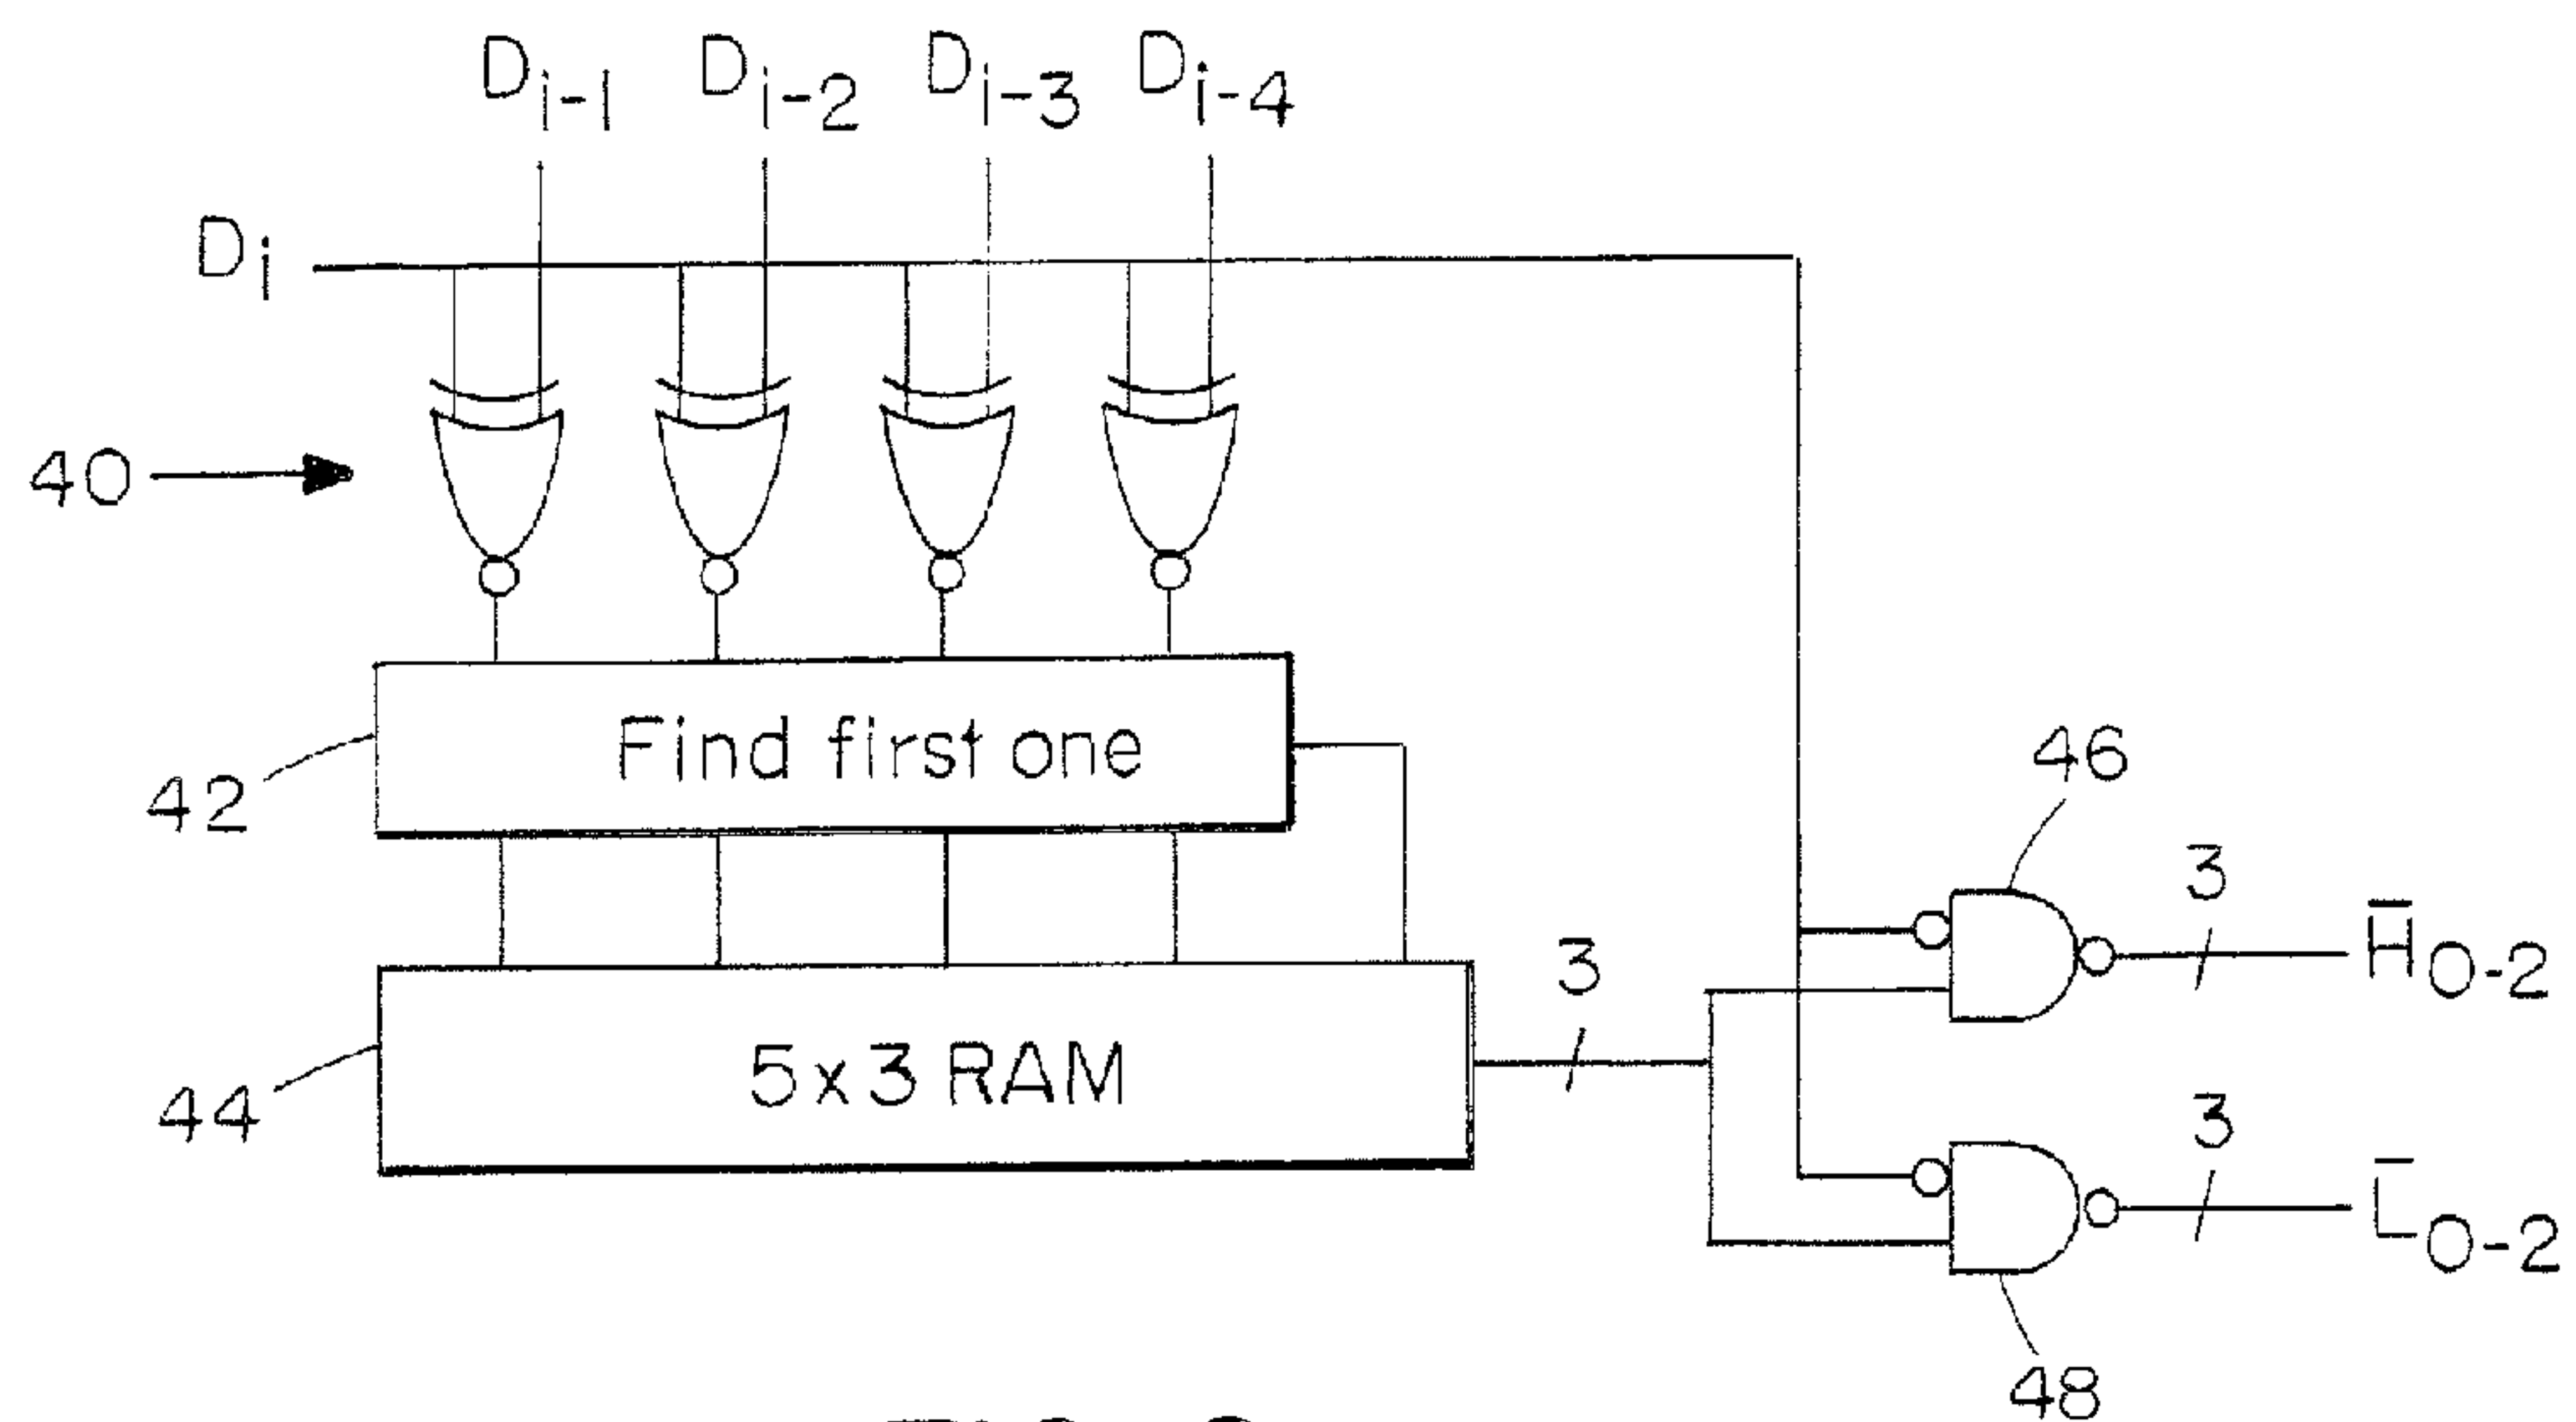 Di-1 Di-2 Di-3 Di-4
Di
40
Find first one
42
46
3
H̅0-2
3
5x3 RAM
44
3
L̅0-2
48